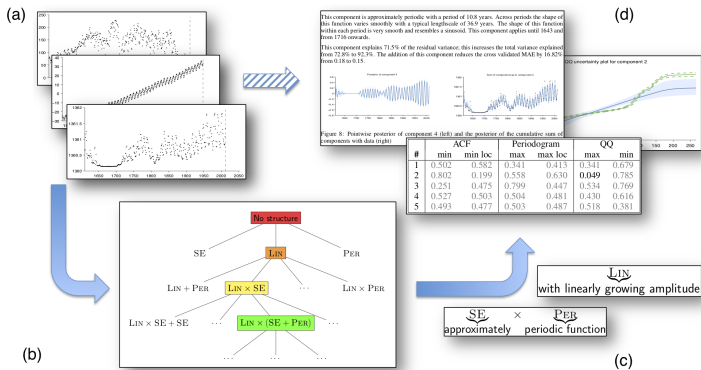 (a)
(d)
This component is approximately periodic with a period of 10.8 years. Across periods the shape of
this function varies smoothly with a typical lengthscale of 36.9 years. The shape of this function
within each period is very smooth and resembles a sinusoid. This component applies until 1643 and
from 1716 onwards.
This component explains 71.5% of the residual variance; this increases the total variance explained
from 72.8% to 92.3%. The addition of this component reduces the cross validated MAE by 16.82%
from 0.18 to 0.15.
QQ uncertainty plot for component 2
Posterior of component 4
Figure 8: Pointwise posterior of component 4 (left) and the posterior of the cumulative sum of
components with data (right)
ACF Periodogram QQ
# min min loc max max loc max min
1 0.502 0.582 0.341 0.413 0.341 0.679
2 0.802 0.199 0.558 0.630 0.049 0.785
3 0.251 0.475 0.799 0.447 0.534 0.769
4 0.527 0.503 0.504 0.481 0.430 0.616
5 0.493 0.477 0.503 0.487 0.518 0.381
No structure
SE LIN PER
LIN + PER LIN × SE ... LIN × PER
LIN × SE + SE ... LIN × (SE + PER) ...
... ... ...
LIN
with linearly growing amplitude
SE × PER
approximately periodic function
(b)
(c)